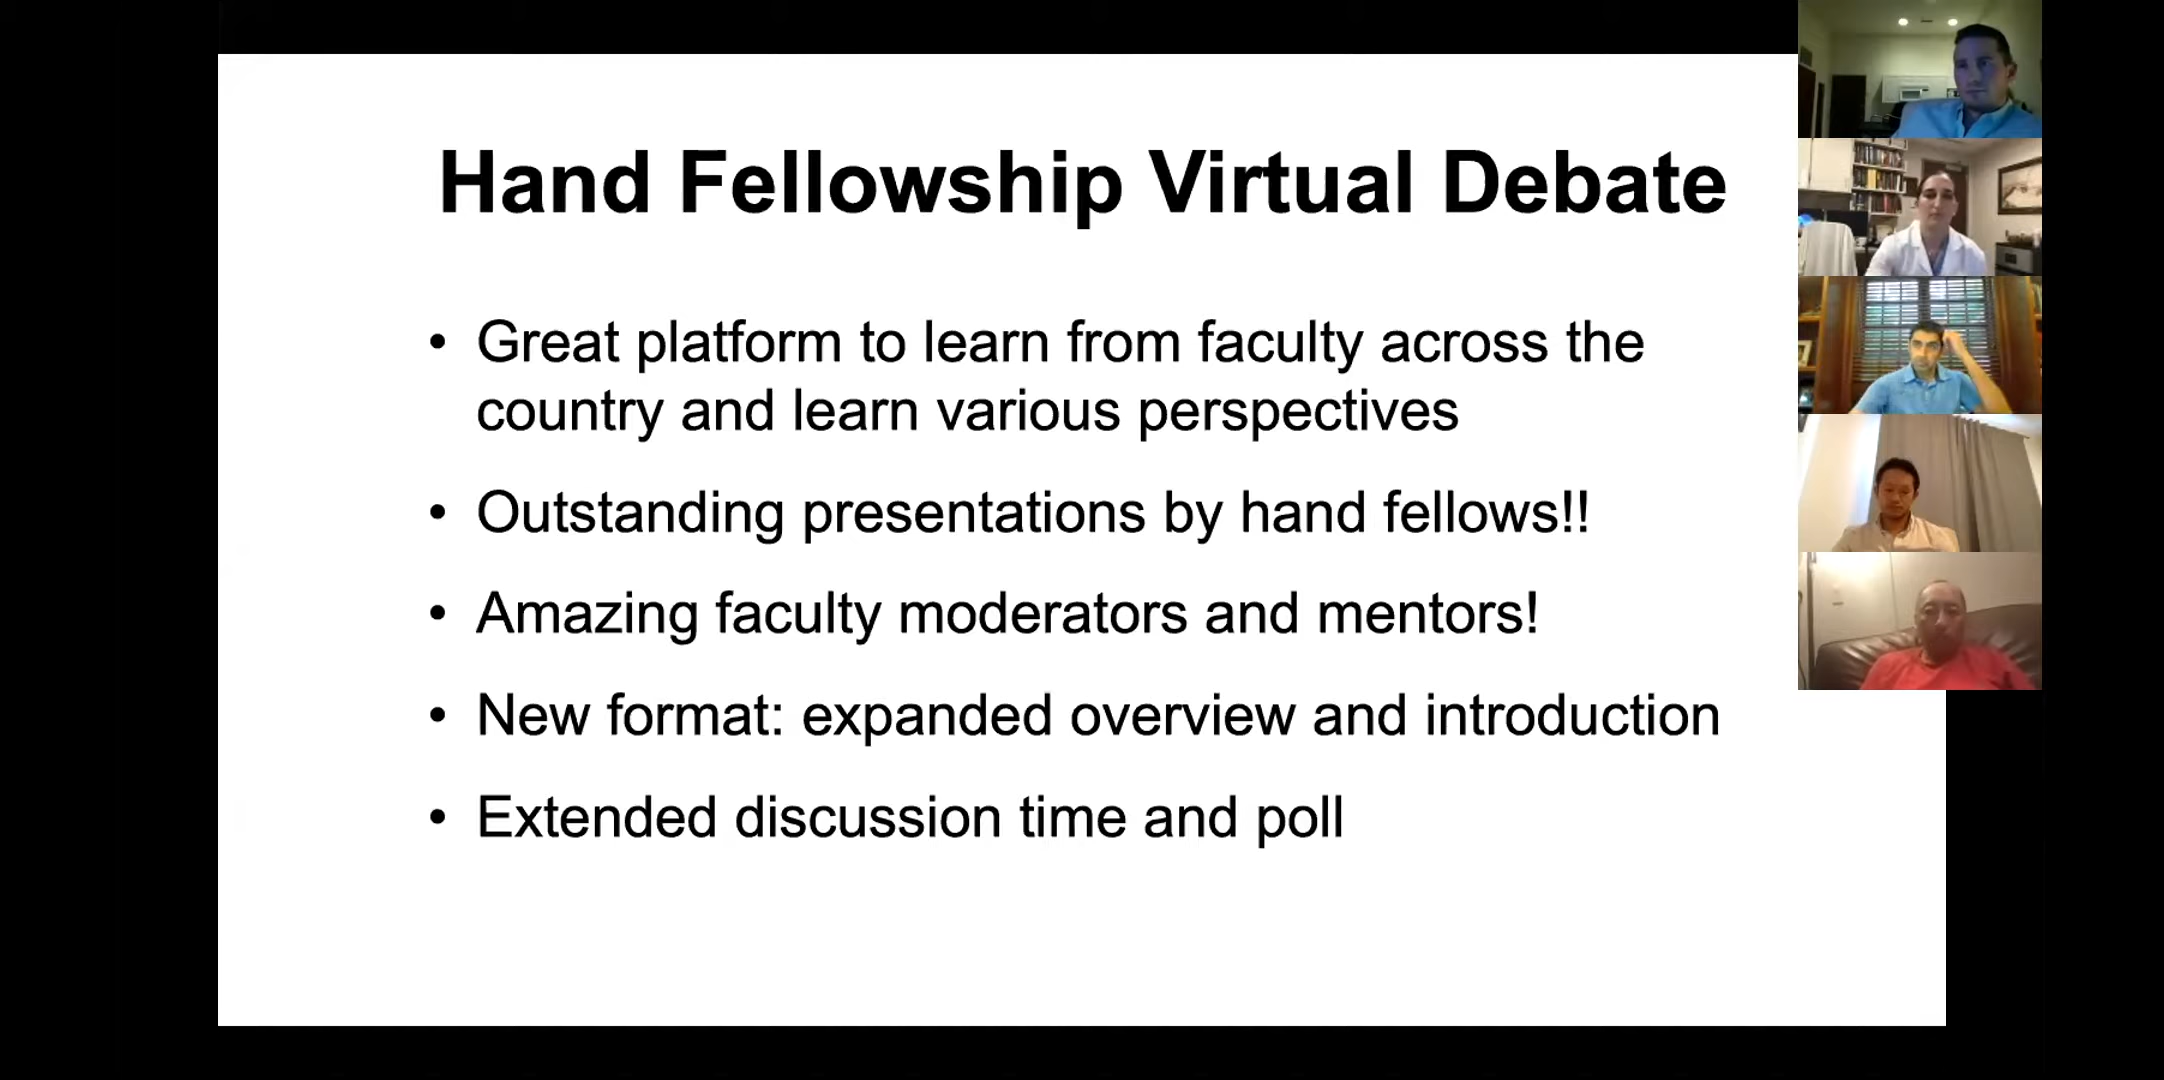 Hand Fellowship Virtual Debate
• Great platform to learn from faculty across the
country and learn various perspectives
• Outstanding presentations by hand fellows!!
• Amazing faculty moderators and mentors!
• New format: expanded overview and introduction
• Extended discussion time and poll